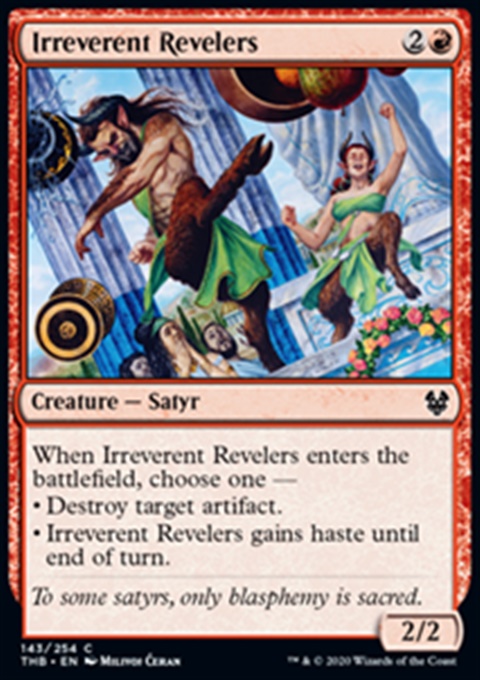 Irreverent Revelers 2
Creature — Satyr
When Irreverent Revelers enters the
battlefield, choose one —
• Destroy target artifact.
• Irreverent Revelers gains haste until
end of turn.
To some satyrs, only blasphemy is sacred.
2/2
143/254 C
THB • EN Milivoj Ćeran
™ & © 2020 Wizards of the Coast